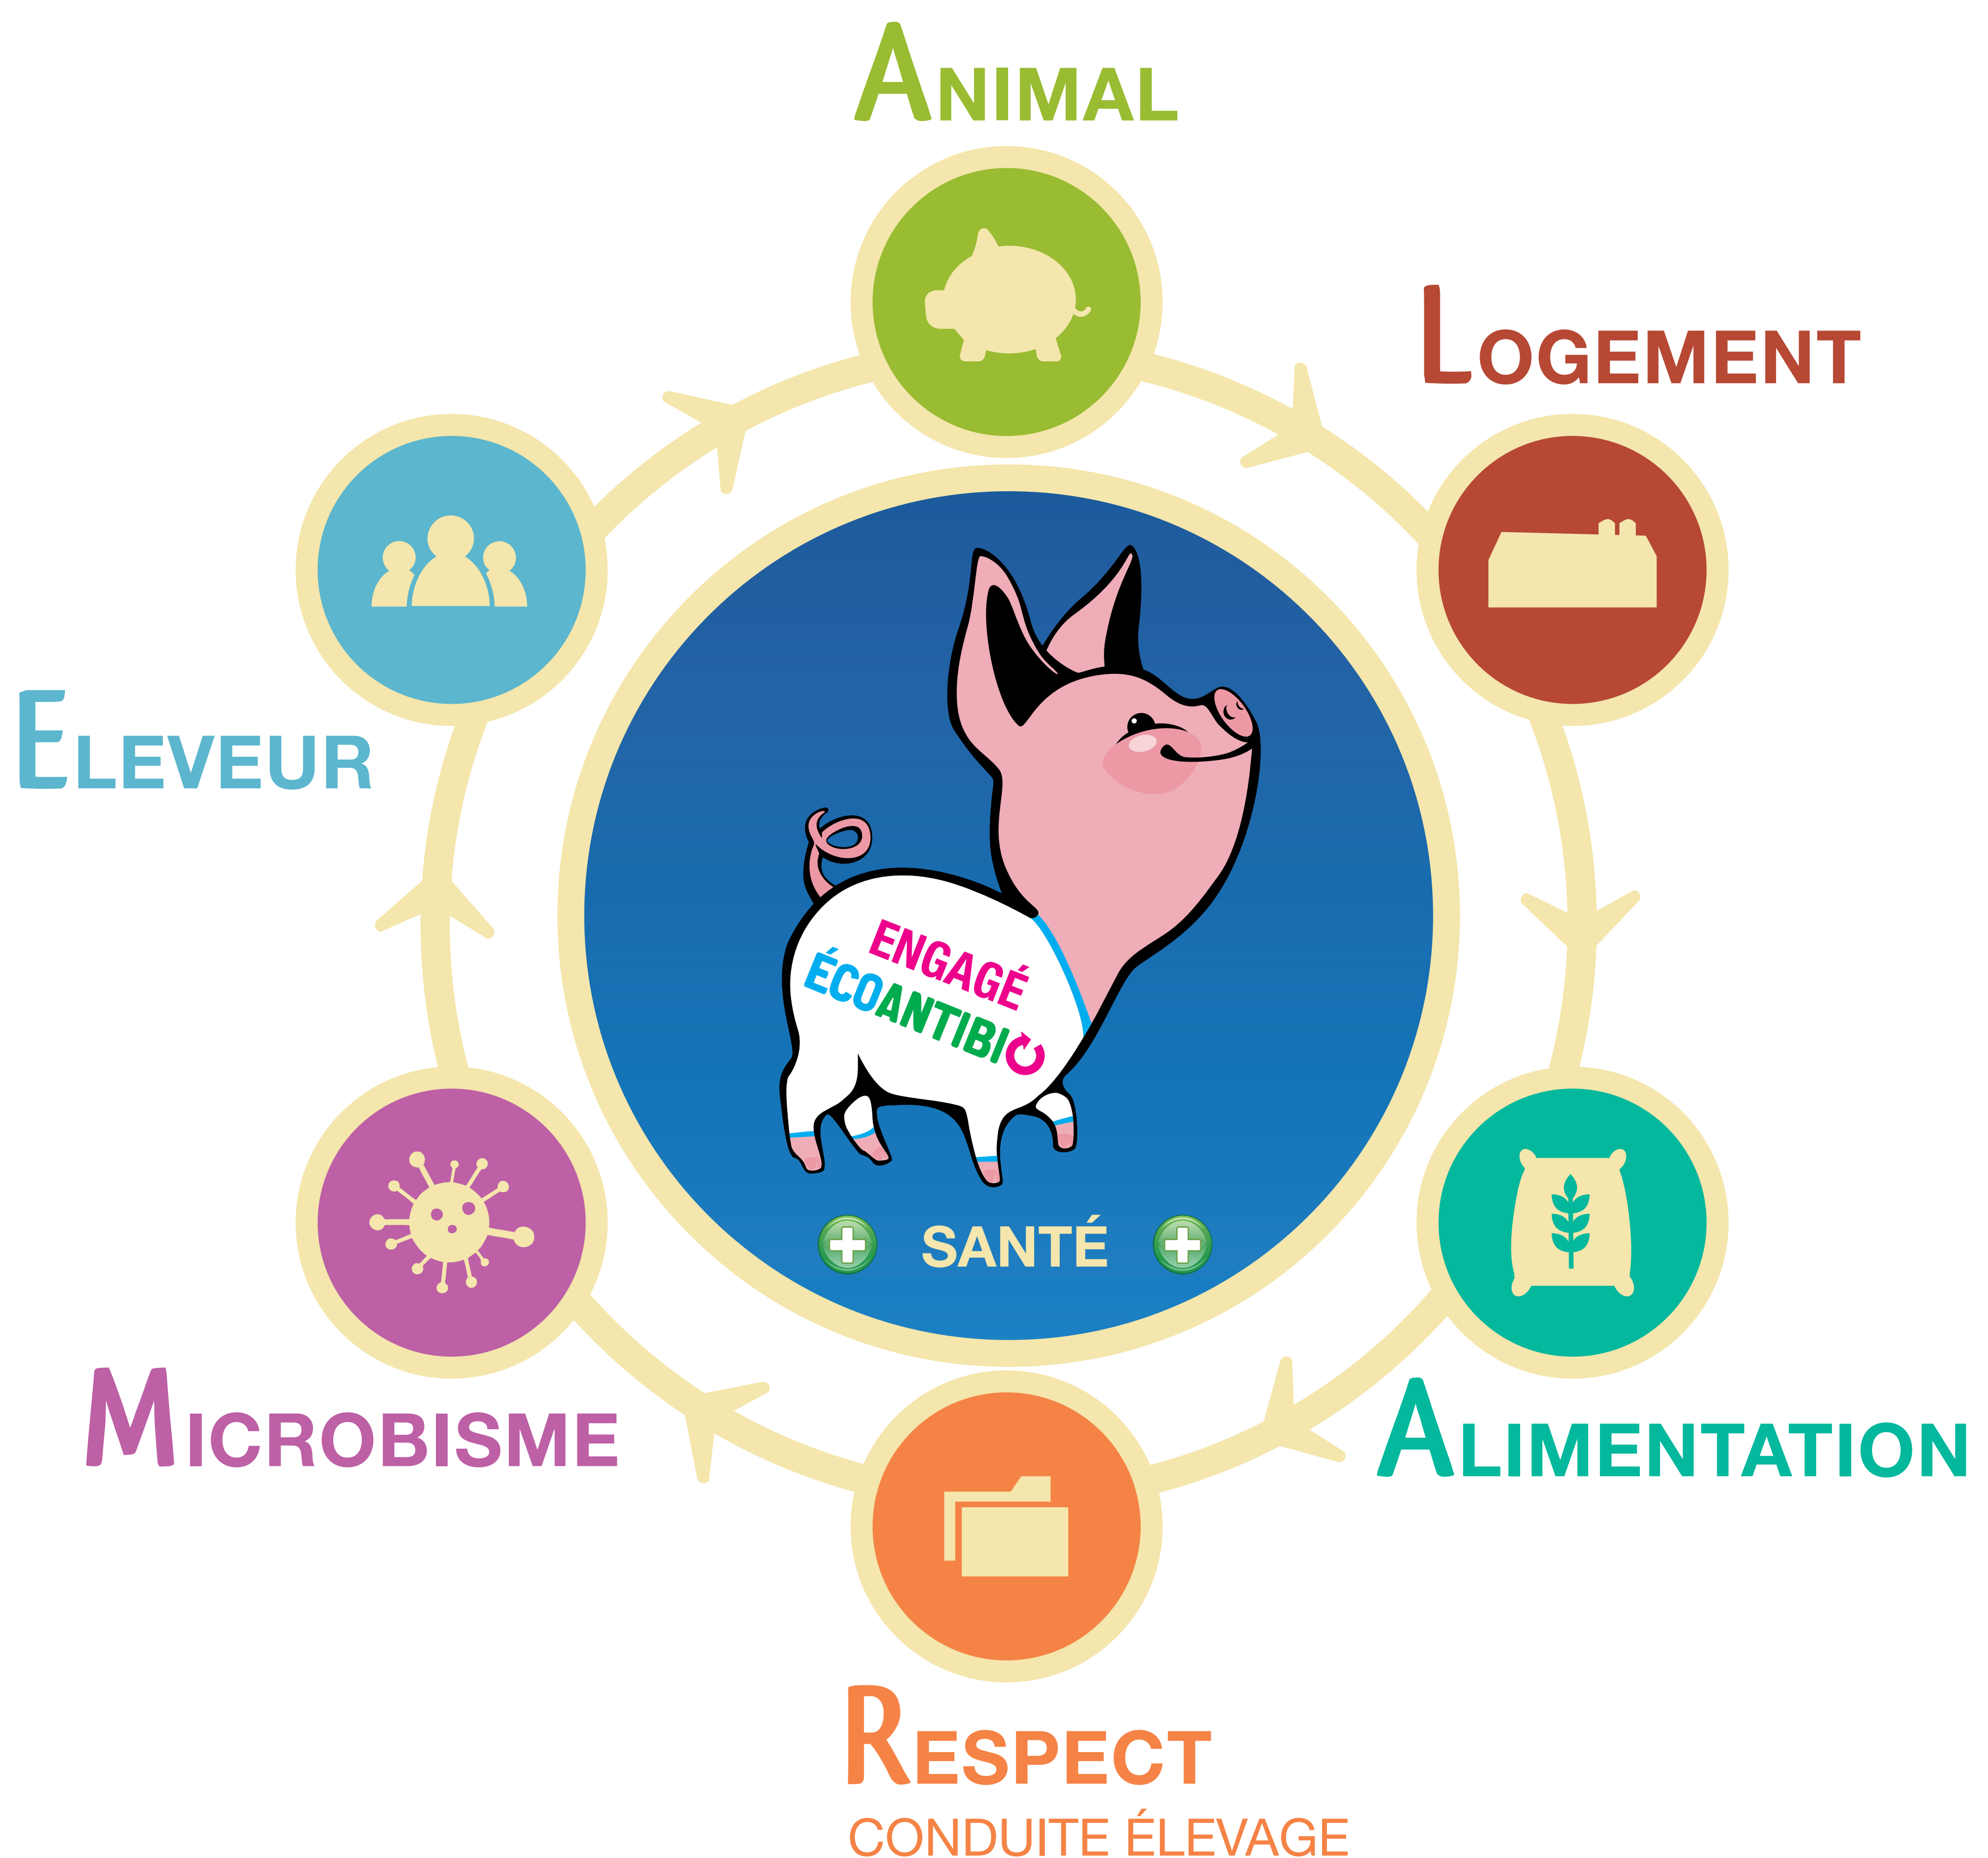 ANIMAL
LOGEMENT
ELEVEUR
ENGAGÉ
ÉCOANTIBIO
SANTÉ
MICROBISME
ALIMENTATION
RESPECT
CONDUITE ÉLEVAGE